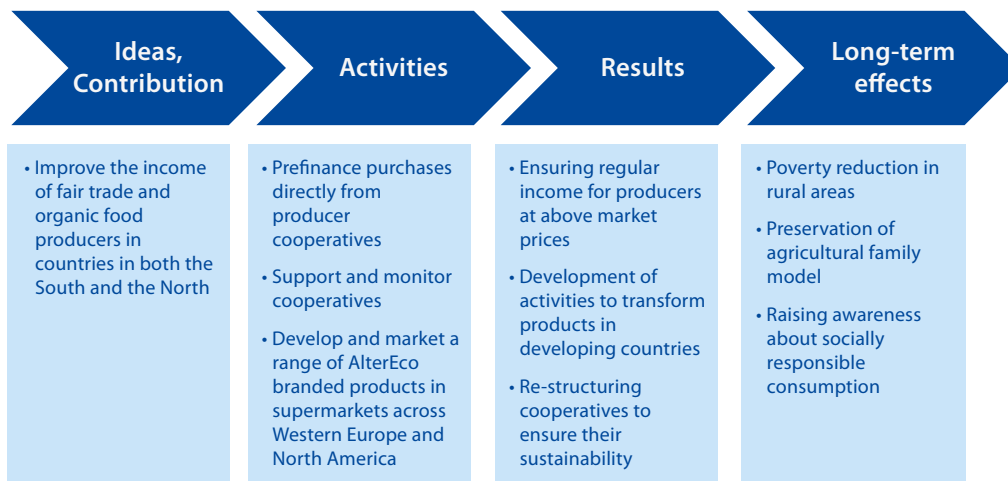 Ideas,
Contribution
Activities
Results
Long-term
effects
• Improve the income
of fair trade and
organic food
producers in
countries in both the
South and the North
• Prefinance purchases
directly from
producer
cooperatives
• Support and monitor
cooperatives
• Develop and market a
range of AlterEco
branded products in
supermarkets across
Western Europe and
North America
• Ensuring regular
income for producers
at above market
prices
• Development of
activities to transform
products in
developing countries
• Re-structuring
cooperatives to
ensure their
sustainability
• Poverty reduction in
rural areas
• Preservation of
agricultural family
model
• Raising awareness
about socially
responsible
consumption